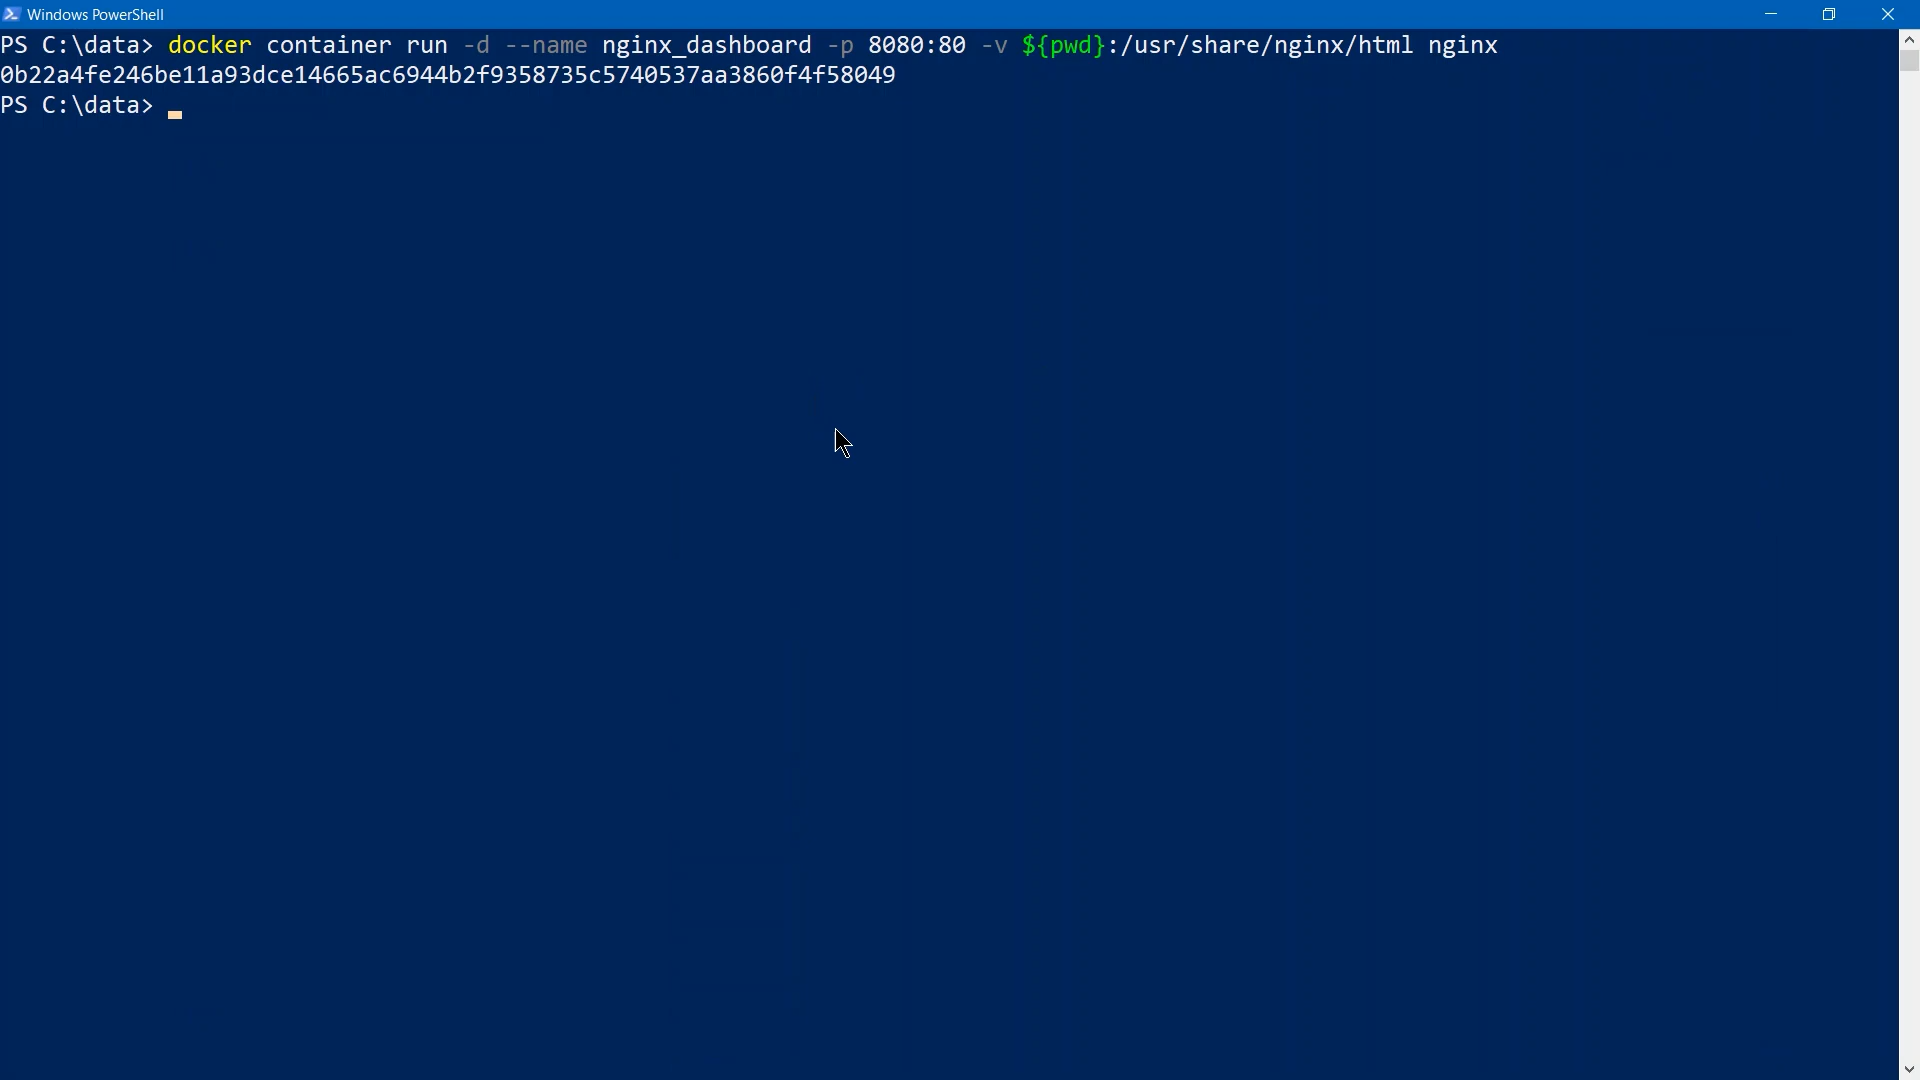 Windows PowerShell
PS C:\data> docker container run -d --name nginx_dashboard -p 8080:80 -v ${pwd}:/usr/share/nginx/html nginx
0b22a4fe246be11a93dce14665ac6944b2f9358735c5740537aa3860f4f58049
PS C:\data>